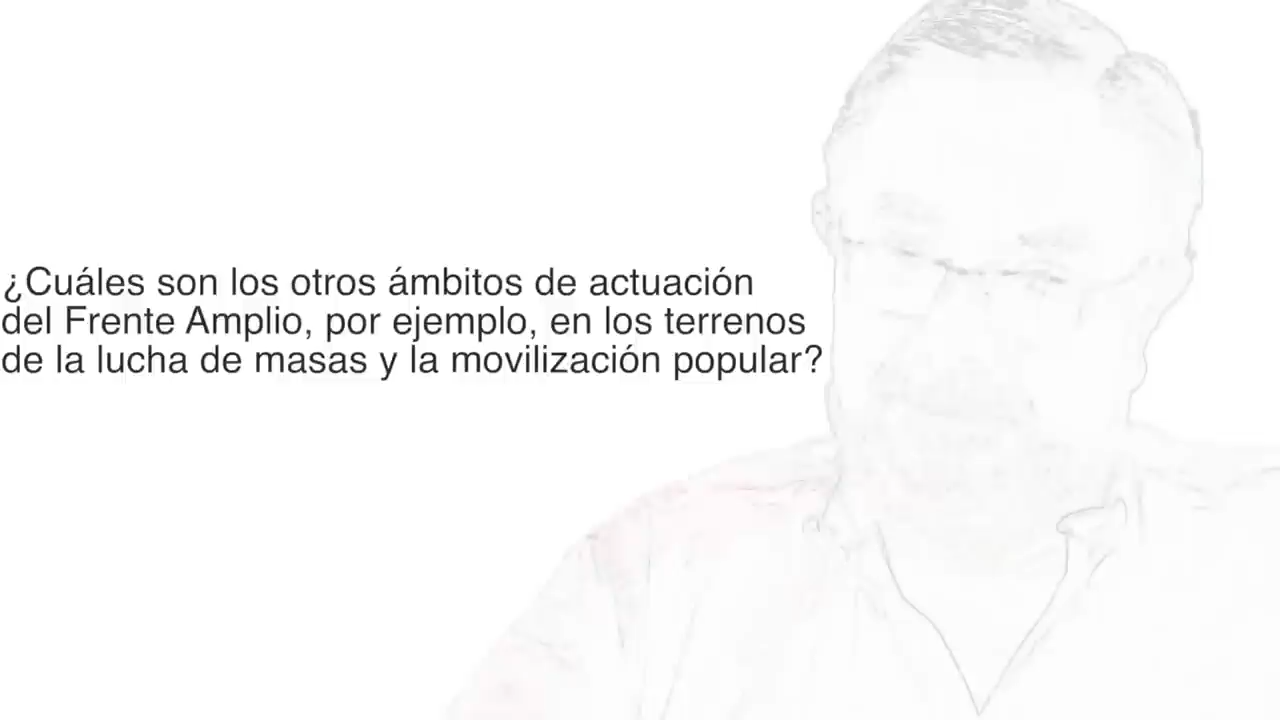 ¿Cuáles son los otros ámbitos de actuación
del Frente Amplio, por ejemplo, en los terrenos
de la lucha de masas y la movilización popular?